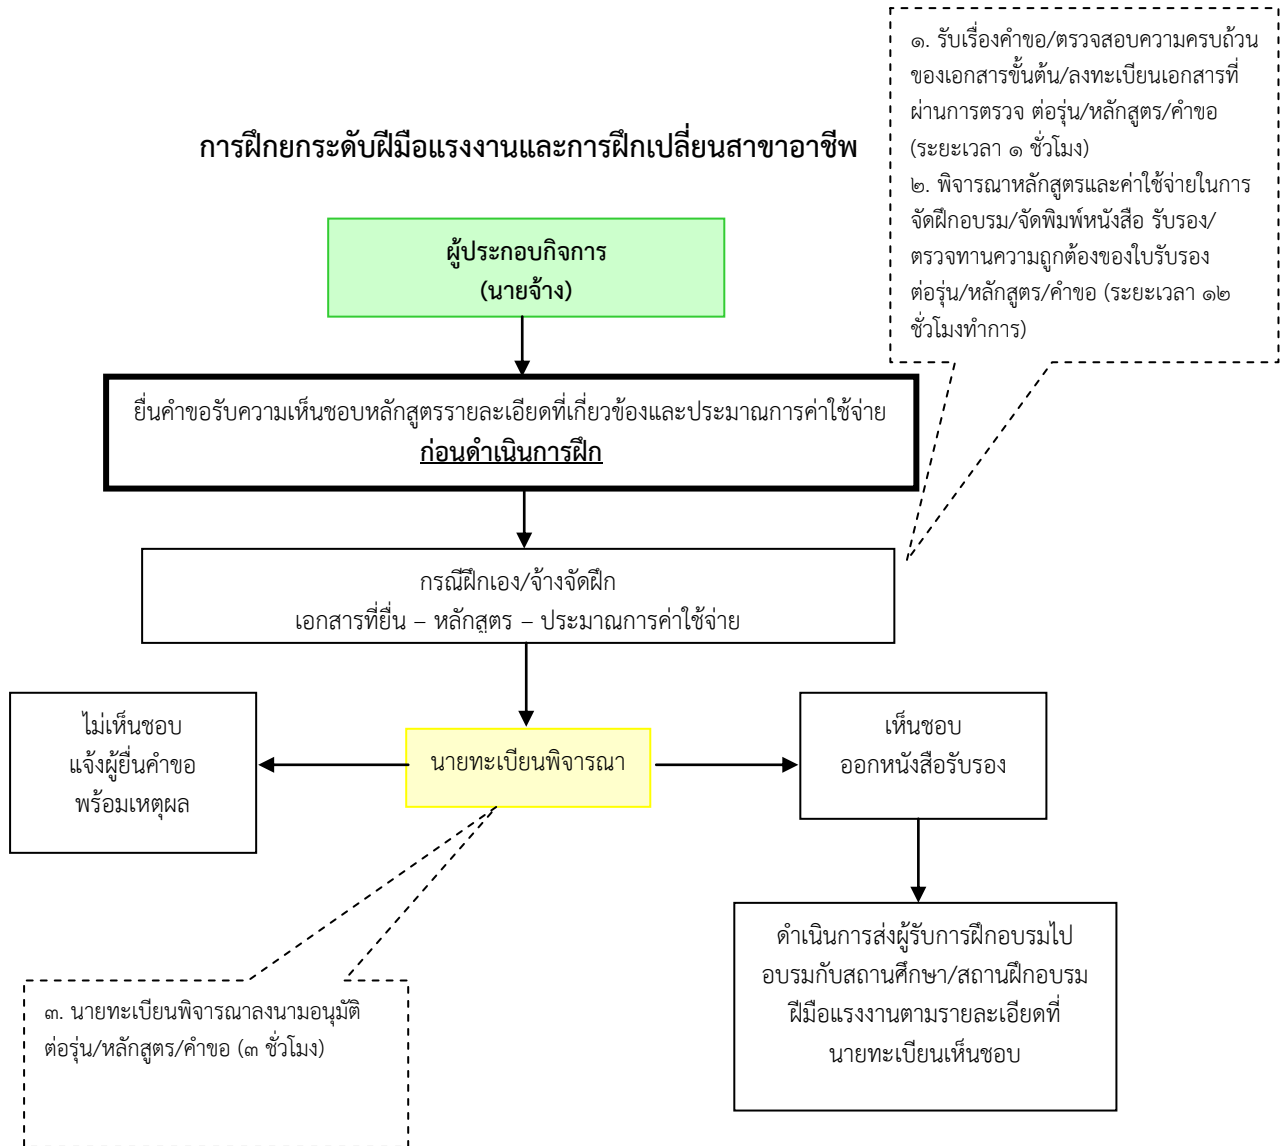 ๑. รับเรื่องคำขอ/ตรวจสอบความครบถ้วน
ของเอกสารขั้นต้น/ลงทะเบียนเอกสารที่
ผ่านการตรวจ ต่อรุ่น/หลักสูตร/คำขอ
(ระยะเวลา ๑ ชั่วโมง)
๒. พิจารณาหลักสูตรและค่าใช้จ่ายในการ
จัดฝึกอบรม/จัดพิมพ์หนังสือ รับรอง/
ตรวจทานความถูกต้องของใบรับรอง
ต่อรุ่น/หลักสูตร/คำขอ (ระยะเวลา ๑๒
ชั่วโมงทำการ)
การฝึกยกระดับฝีมือแรงงานและการฝึกเปลี่ยนสาขาอาชีพ
ผู้ประกอบกิจการ
(นายจ้าง)
ยื่นคำขอรับความเห็นชอบหลักสูตรรายละเอียดที่เกี่ยวข้องและประมาณการค่าใช้จ่าย
ก่อนดำเนินการฝึก
กรณีฝึกเอง/จ้างจัดฝึก
เอกสารที่ยื่น – หลักสูตร – ประมาณการค่าใช้จ่าย
ไม่เห็นชอบ
แจ้งผู้ยื่นคำขอ
พร้อมเหตุผล
นายทะเบียนพิจารณา
เห็นชอบ
ออกหนังสือรับรอง
ดำเนินการส่งผู้รับการฝึกอบรมไป
อบรมกับสถานศึกษา/สถานฝึกอบรม
ฝีมือแรงงานตามรายละเอียดที่
นายทะเบียนเห็นชอบ
๓. นายทะเบียนพิจารณาลงนามอนุมัติ
ต่อรุ่น/หลักสูตร/คำขอ (๓ ชั่วโมง)